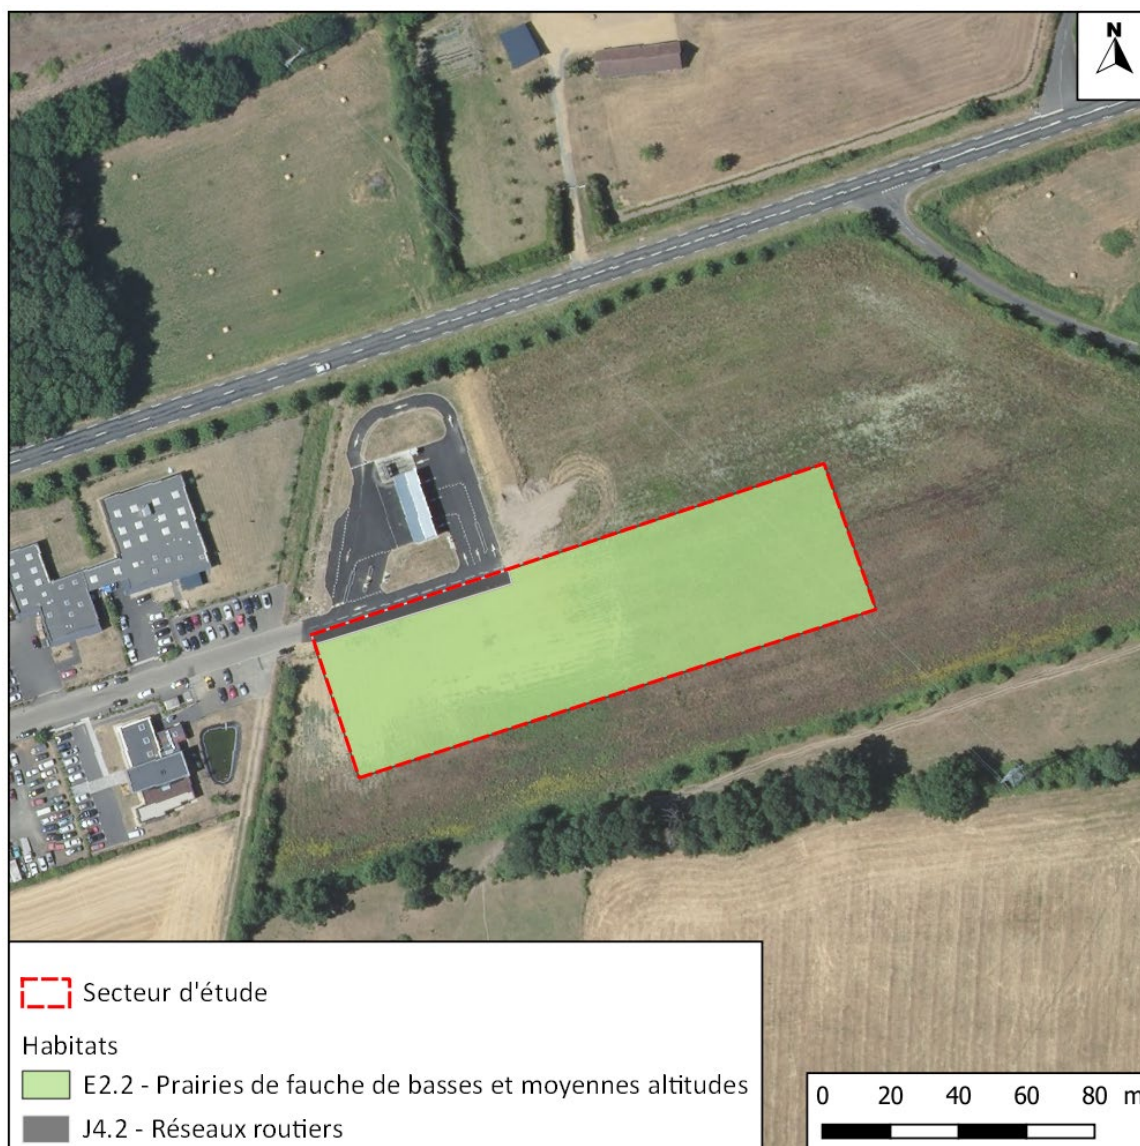 N
Secteur d'étude
Habitats
E2.2 - Prairies de fauche de basses et moyennes altitudes
J4.2 - Réseaux routiers
0 20 40 60 80 m